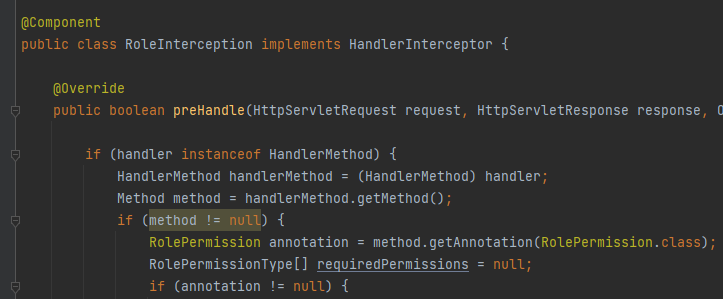 @Component
public class RoleInterception implements HandlerInterceptor {
@Override
public boolean preHandle(HttpServletRequest request, HttpServletResponse response, O
if (handler instanceof HandlerMethod) {
HandlerMethod handlerMethod = (HandlerMethod) handler;
Method method = handlerMethod.getMethod();
if (method != null) {
RolePermission annotation = method.getAnnotation(RolePermission.class);
RolePermissionType[] requiredPermissions = null;
if (annotation != null) {